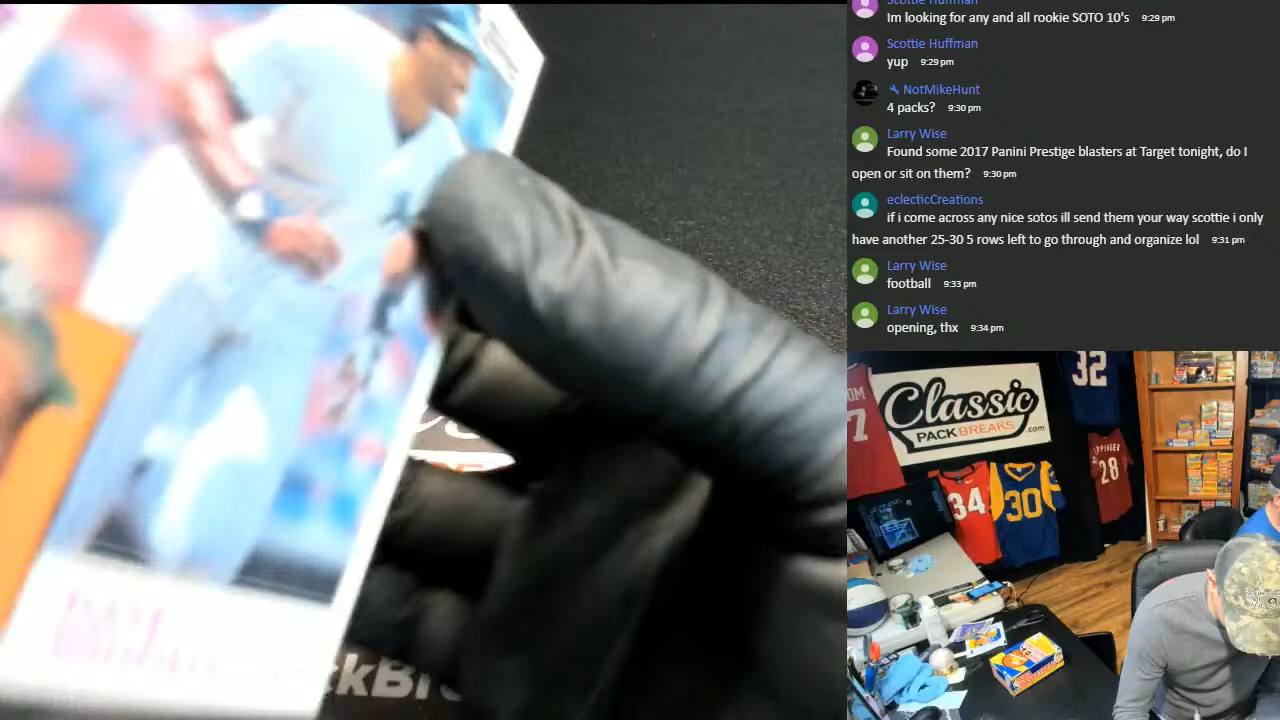 Im looking for any and all rookie SOTO 10's 9:29 pm
Scottie Huffman
yup 9:29 pm
NotMikeHunt
4 packs? 9:30 pm
Larry Wise
Found some 2017 Panini Prestige blasters at Target tonight, do I
open or sit on them? 9:30 pm
eclecticCreations
if i come across any nice sotos ill send them your way scottie i only
have another 25-30 5 rows left to go through and organize lol 9:31 pm
Larry Wise
football 9:33 pm
Larry Wise
opening, thx 9:34 pm
32
Classic
PACKBREAKS.com
7
34
30
28